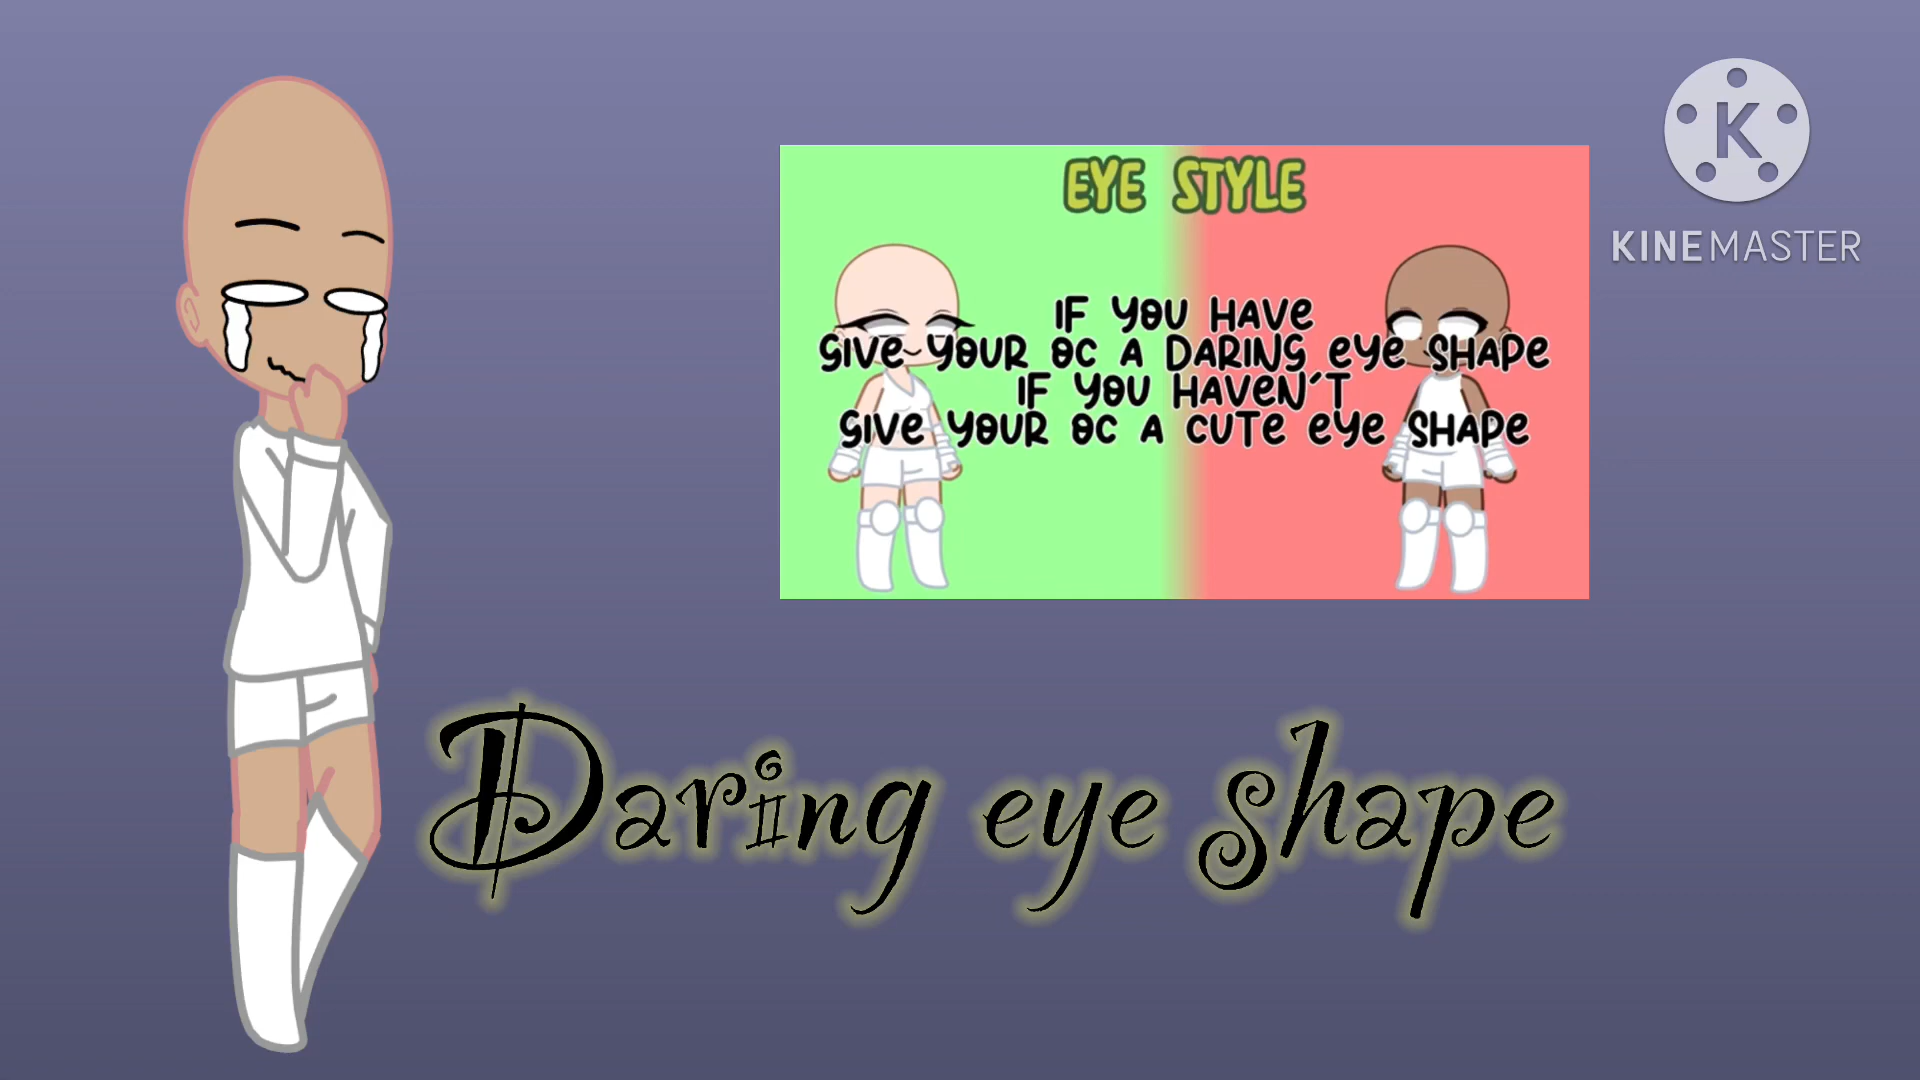 EYE STYLE
IF YOU HAVE
GIVE YOUR OC A DARING EYE SHAPE
IF YOU HAVEN'T
GIVE YOUR OC A CUTE EYE SHAPE
K
KINEMASTER
Daring eye shape